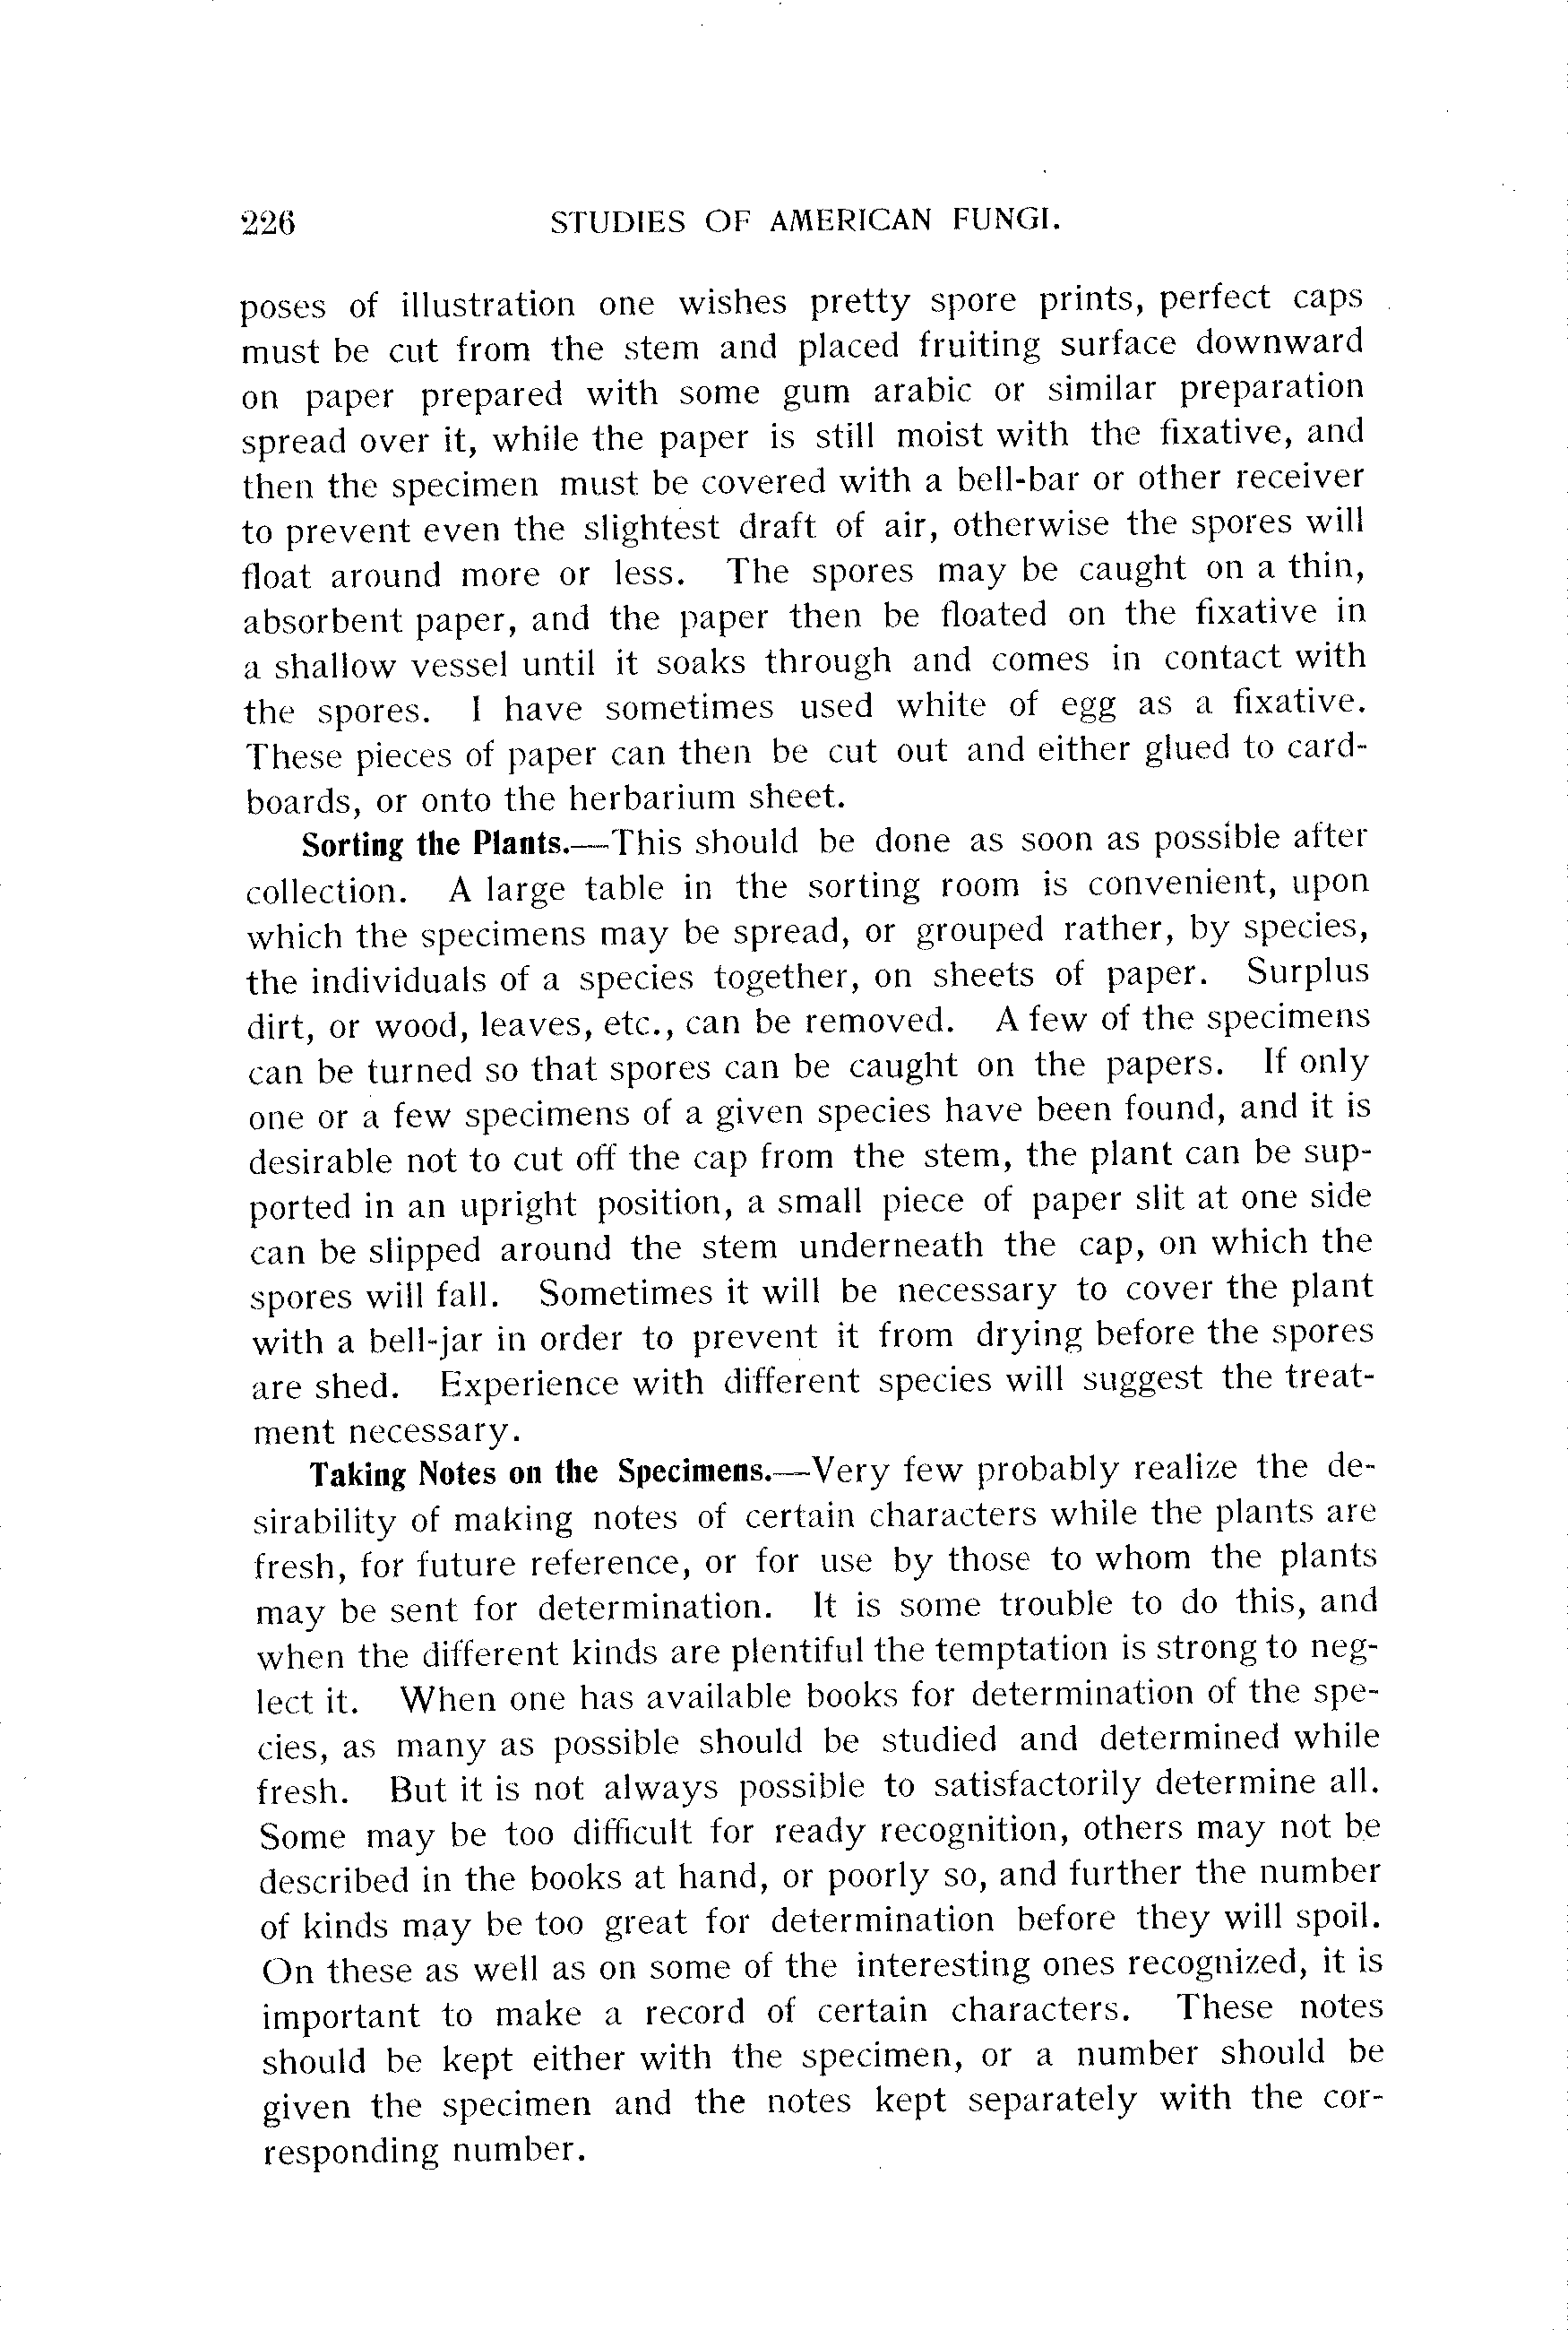 226 STUDIES OF AMERICAN FUNGI.
poses of illustration one wishes pretty spore prints, perfect caps
must be cut from the stem and placed fruiting surface downward
on paper prepared with some gum arabic or similar preparation
spread over it, while the paper is still moist with the fixative, and
then the specimen must be covered with a bell-bar or other receiver
to prevent even the slightest draft of air, otherwise the spores will
float around more or less. The spores may be caught on a thin,
absorbent paper, and the paper then be floated on the fixative in
a shallow vessel until it soaks through and comes in contact with
the spores. I have sometimes used white of egg as a fixative.
These pieces of paper can then be cut out and either glued to card-
boards, or onto the herbarium sheet.
Sorting the Plants.—This should be done as soon as possible after
collection. A large table in the sorting room is convenient, upon
which the specimens may be spread, or grouped rather, by species,
the individuals of a species together, on sheets of paper. Surplus
dirt, or wood, leaves, etc., can be removed. A few of the specimens
can be turned so that spores can be caught on the papers. If only
one or a few specimens of a given species have been found, and it is
desirable not to cut off the cap from the stem, the plant can be sup-
ported in an upright position, a small piece of paper slit at one side
can be slipped around the stem underneath the cap, on which the
spores will fall. Sometimes it will be necessary to cover the plant
with a bell-jar in order to prevent it from drying before the spores
are shed. Experience with different species will suggest the treat-
ment necessary.
Taking Notes on the Specimens.—Very few probably realize the de-
sirability of making notes of certain characters while the plants are
fresh, for future reference, or for use by those to whom the plants
may be sent for determination. It is some trouble to do this, and
when the different kinds are plentiful the temptation is strong to neg-
lect it. When one has available books for determination of the spe-
cies, as many as possible should be studied and determined while
fresh. But it is not always possible to satisfactorily determine all.
Some may be too difficult for ready recognition, others may not be
described in the books at hand, or poorly so, and further the number
of kinds may be too great for determination before they will spoil.
On these as well as on some of the interesting ones recognized, it is
important to make a record of certain characters. These notes
should be kept either with the specimen, or a number should be
given the specimen and the notes kept separately with the cor-
responding number.